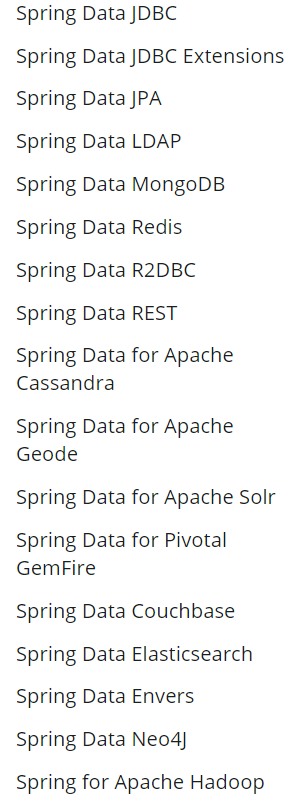 Spring Data JDBC
Spring Data JDBC Extensions
Spring Data JPA
Spring Data LDAP
Spring Data MongoDB
Spring Data Redis
Spring Data R2DBC
Spring Data REST
Spring Data for Apache
Cassandra
Spring Data for Apache
Geode
Spring Data for Apache Solr
Spring Data for Pivotal
GemFire
Spring Data Couchbase
Spring Data Elasticsearch
Spring Data Envers
Spring Data Neo4J
Spring for Apache Hadoop